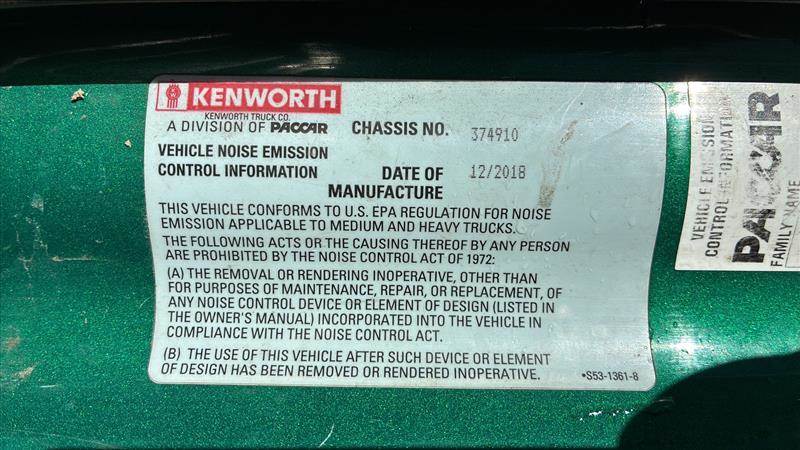 KENWORTH
KENWORTH TRUCK CO.
A DIVISION OF PACCAR
CHASSIS NO. 374910
VEHICLE NOISE EMISSION
CONTROL INFORMATION
DATE OF
MANUFACTURE
12/2018
THIS VEHICLE CONFORMS TO U.S. EPA REGULATION FOR NOISE
EMISSION APPLICABLE TO MEDIUM AND HEAVY TRUCKS.
THE FOLLOWING ACTS OR THE CAUSING THEREOF BY ANY PERSON
ARE PROHIBITED BY THE NOISE CONTROL ACT OF 1972:
(A) THE REMOVAL OR RENDERING INOPERATIVE, OTHER THAN
FOR PURPOSES OF MAINTENANCE, REPAIR, OR REPLACEMENT, OF
ANY NOISE CONTROL DEVICE OR ELEMENT OF DESIGN (LISTED IN
THE OWNER'S MANUAL) INCORPORATED INTO THE VEHICLE IN
COMPLIANCE WITH THE NOISE CONTROL ACT.
(B) THE USE OF THIS VEHICLE AFTER SUCH DEVICE OR ELEMENT
OF DESIGN HAS BEEN REMOVED OR RENDERED INOPERATIVE.
•S53-1361-8
VEHICLE EMISSION
CONTROL INFORMATION
PACCAR
FAMILY NAME